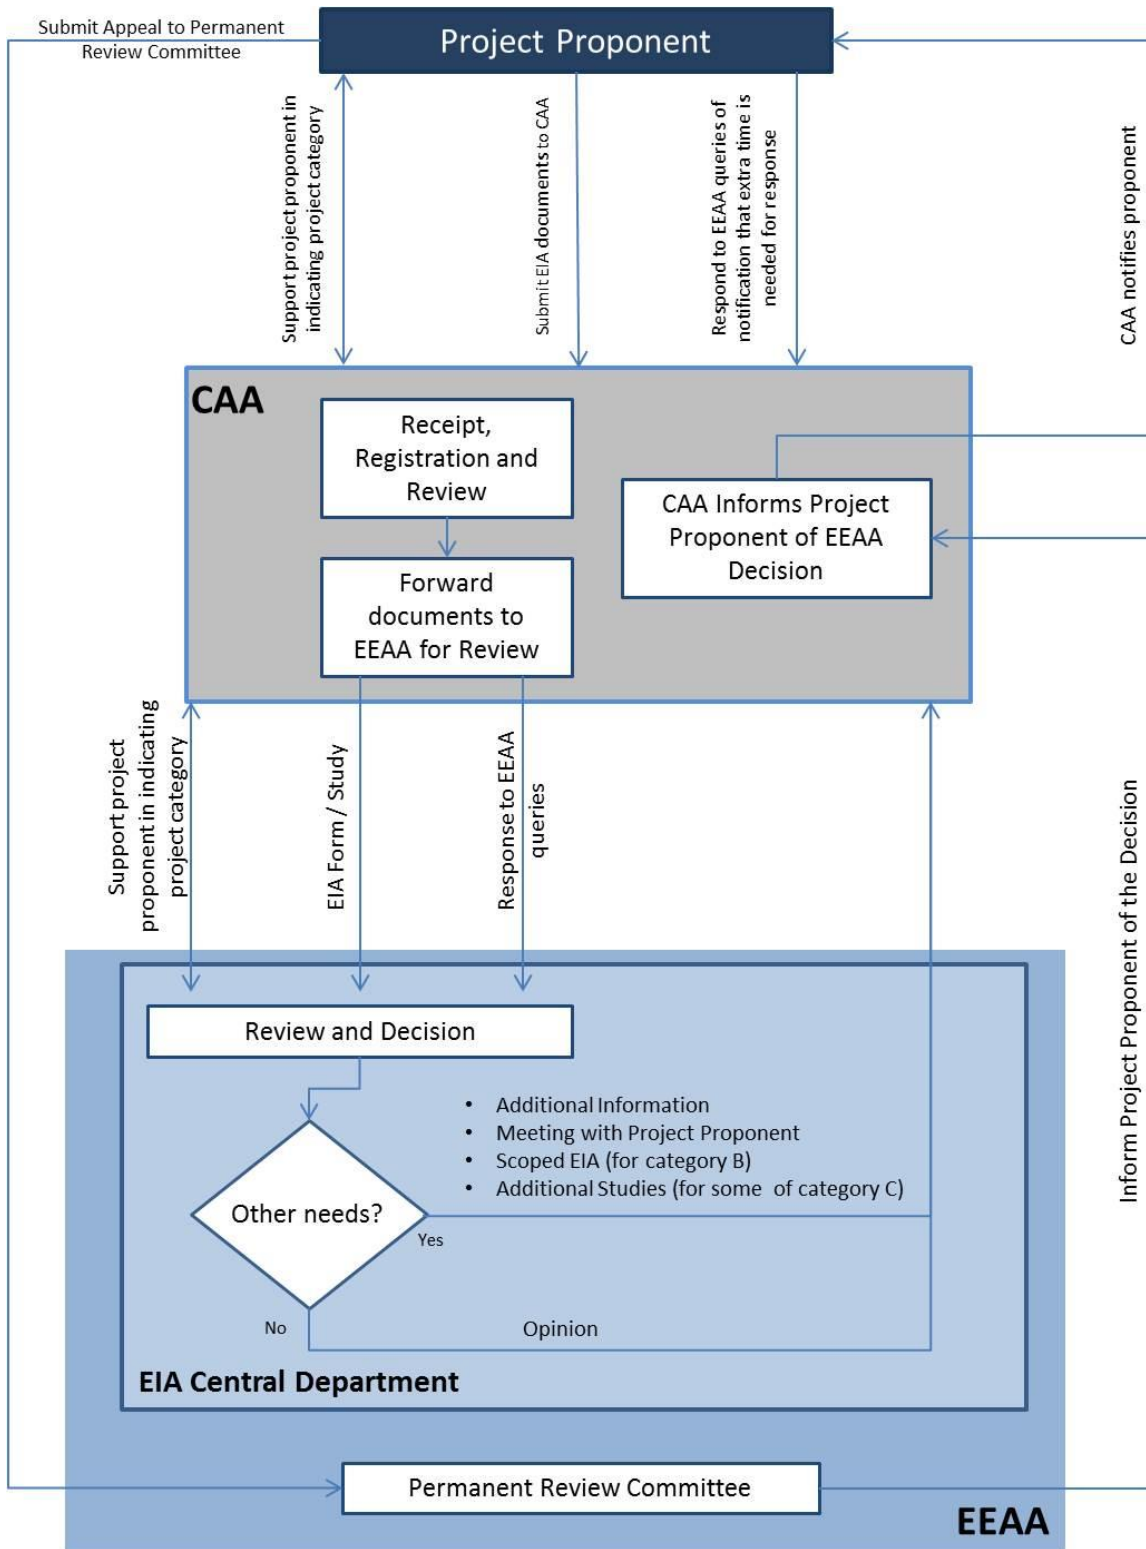 Submit Appeal to Permanent
Review Committee
Project Proponent
Support project proponent in
indicating project category
Submit EIA documents to CAA
Respond to EEAA queries of
notification that extra time is
needed for response
CAA notifies proponent
CAA
Receipt,
Registration and
Review
CAA Informs Project
Proponent of EEAA
Decision
Forward
documents to
EEAA for Review
Support project
proponent in indicating
project category
EIA Form / Study
Response to EEAA
queries
Inform Project Proponent of the Decision
Review and Decision
• Additional Information
• Meeting with Project Proponent
• Scoped EIA (for category B)
• Additional Studies (for some of category C)
Other needs?
Yes
No
Opinion
EIA Central Department
Permanent Review Committee
EEAA